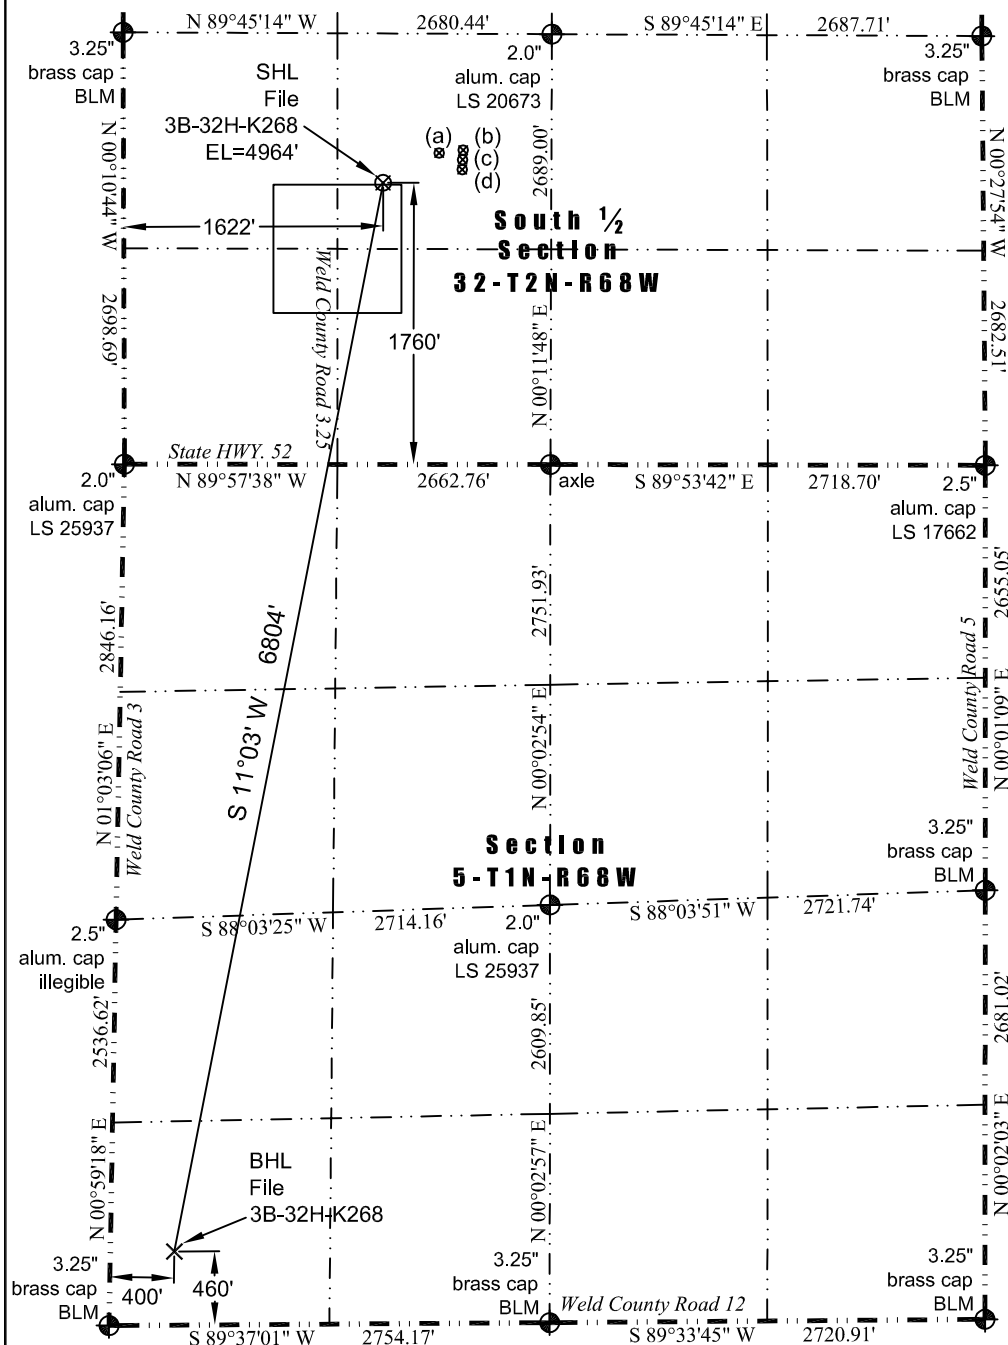 N 89°45'14" W
2680.44'
S 89°45'14" E
2687.71'
3.25"
brass cap
BLM
SHL
File
3B-32H-K268
EL=4964'
2.0"
alum. cap
LS 20673
3.25"
brass cap
BLM
(a)
(b)
(c)
(d)
N 00°10'44" W
2698.69'
2689.00'
N 00°11'48" E
N 00°27'54" W
2682.51'
South ½
Section
32-T2N-R68W
1622'
1760'
Weld County Road 3.25
State HWY. 52
N 89°57'38" W
2662.76'
axle
S 89°53'42" E
2718.70'
2.0"
alum. cap
LS 25937
2.5"
alum. cap
LS 17662
2846.16'
N 01°03'06" E
Weld County Road 3
S 11°03' W 6804'
2751.93'
N 00°02'54" E
2655.05'
N 00°01'09" E
Weld County Road 5
Section
5-T1N-R68W
3.25"
brass cap
BLM
S 88°03'25" W
2714.16'
S 88°03'51" W
2721.74'
2.5"
alum. cap
illegible
2.0"
alum. cap
LS 25937
2536.62'
N 00°59'18" E
2609.85'
N 00°02'57" E
2681.02'
N 00°02'03" E
BHL
File
3B-32H-K268
3.25"
brass cap
BLM
400'
460'
3.25"
brass cap
BLM
Weld County Road 12
3.25"
brass cap
BLM
S 89°37'01" W
2754.17'
S 89°33'45" W
2720.91'